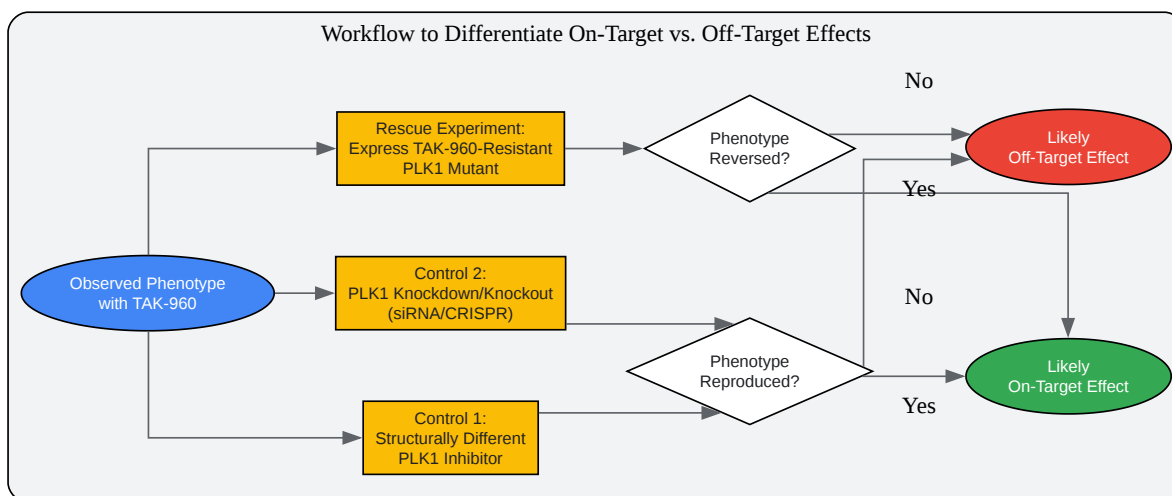 Workflow to Differentiate On-Target vs. Off-Target Effects
No
Rescue Experiment:
Express TAK-960-Resistant
PLK1 Mutant
Phenotype
Reversed?
Likely
Off-Target Effect
Yes
Observed Phenotype
with TAK-960
Control 2:
PLK1 Knockdown/Knockout
(siRNA/CRISPR)
No
Phenotype
Reproduced?
Likely
On-Target Effect
Yes
Control 1:
Structurally Different
PLK1 Inhibitor